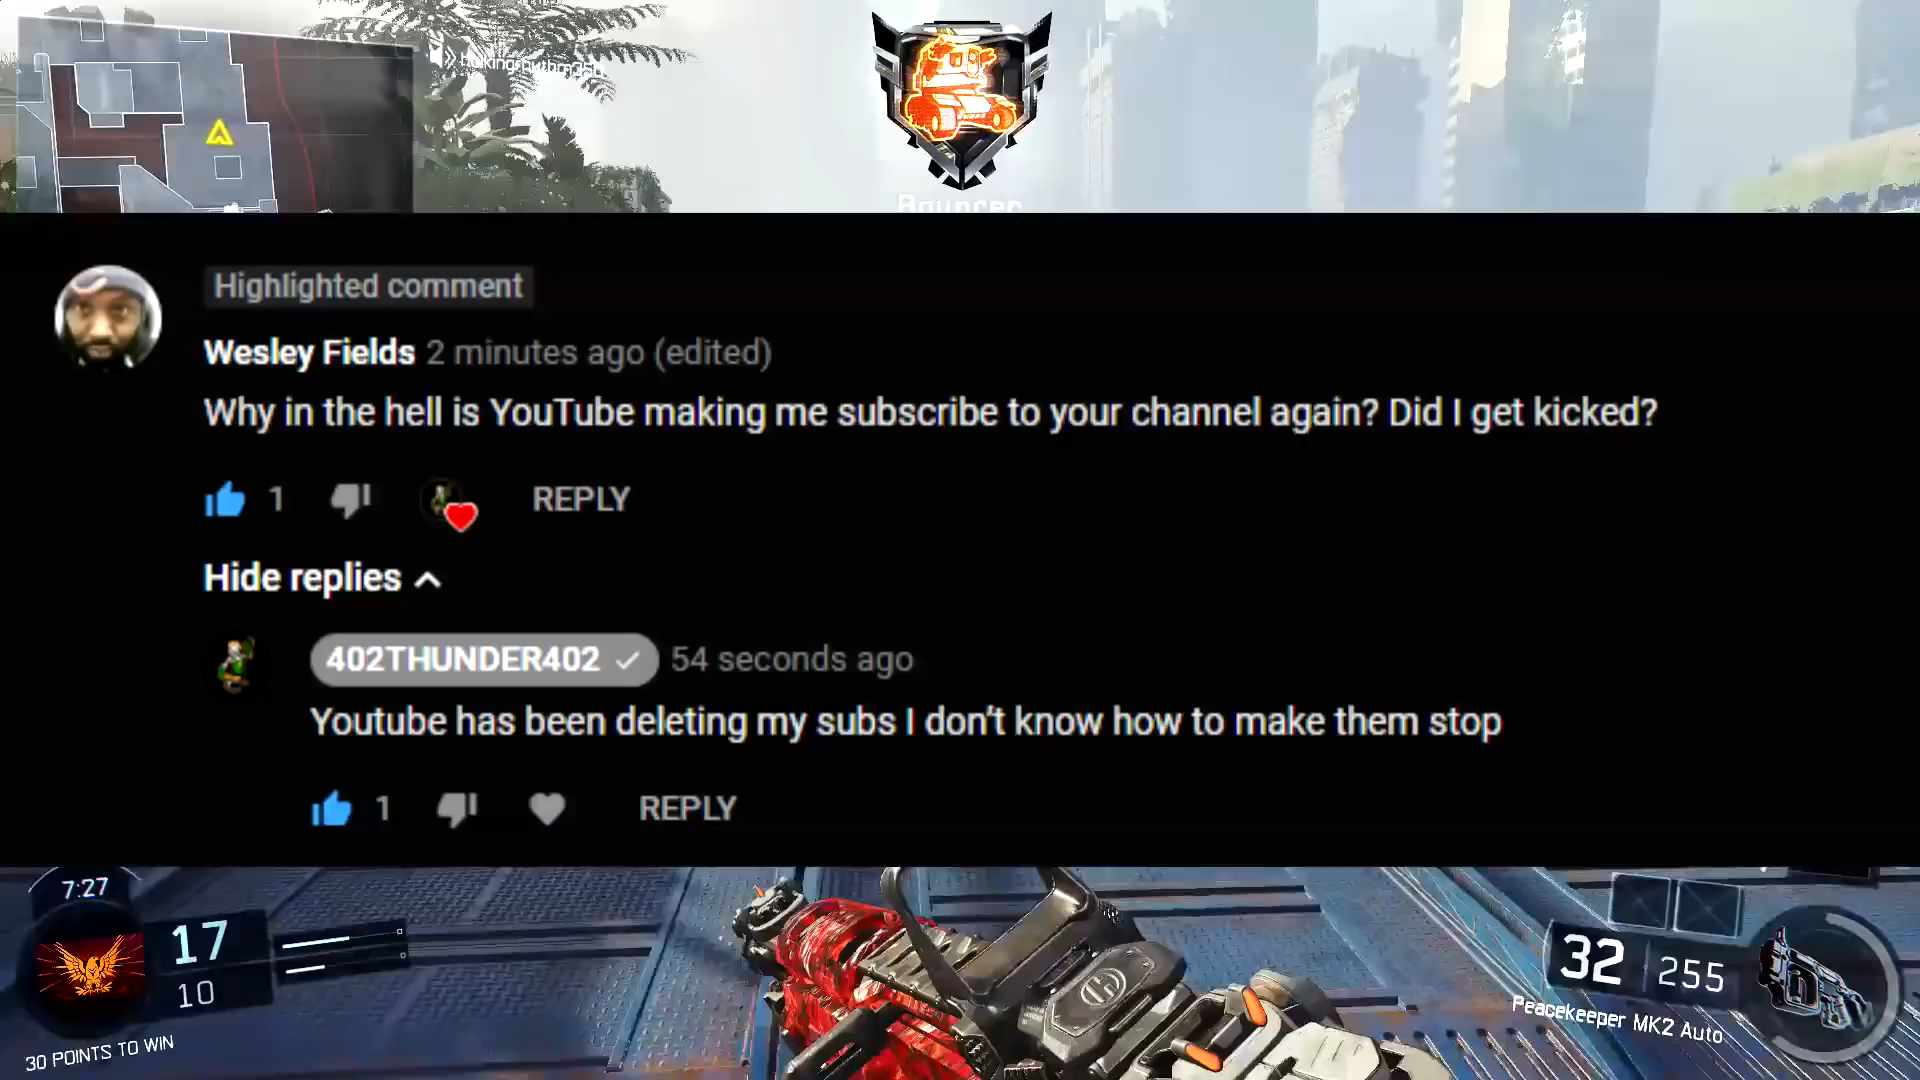 Bouncer
Highlighted comment
Wesley Fields 2 minutes ago (edited)
Why in the hell is YouTube making me subscribe to your channel again? Did I get kicked?
1 REPLY
Hide replies
402THUNDER402 54 seconds ago
Youtube has been deleting my subs I don't know how to make them stop
1 REPLY
7:27
17
10
30 POINTS TO WIN
32 255
Peacekeeper MK2 Auto